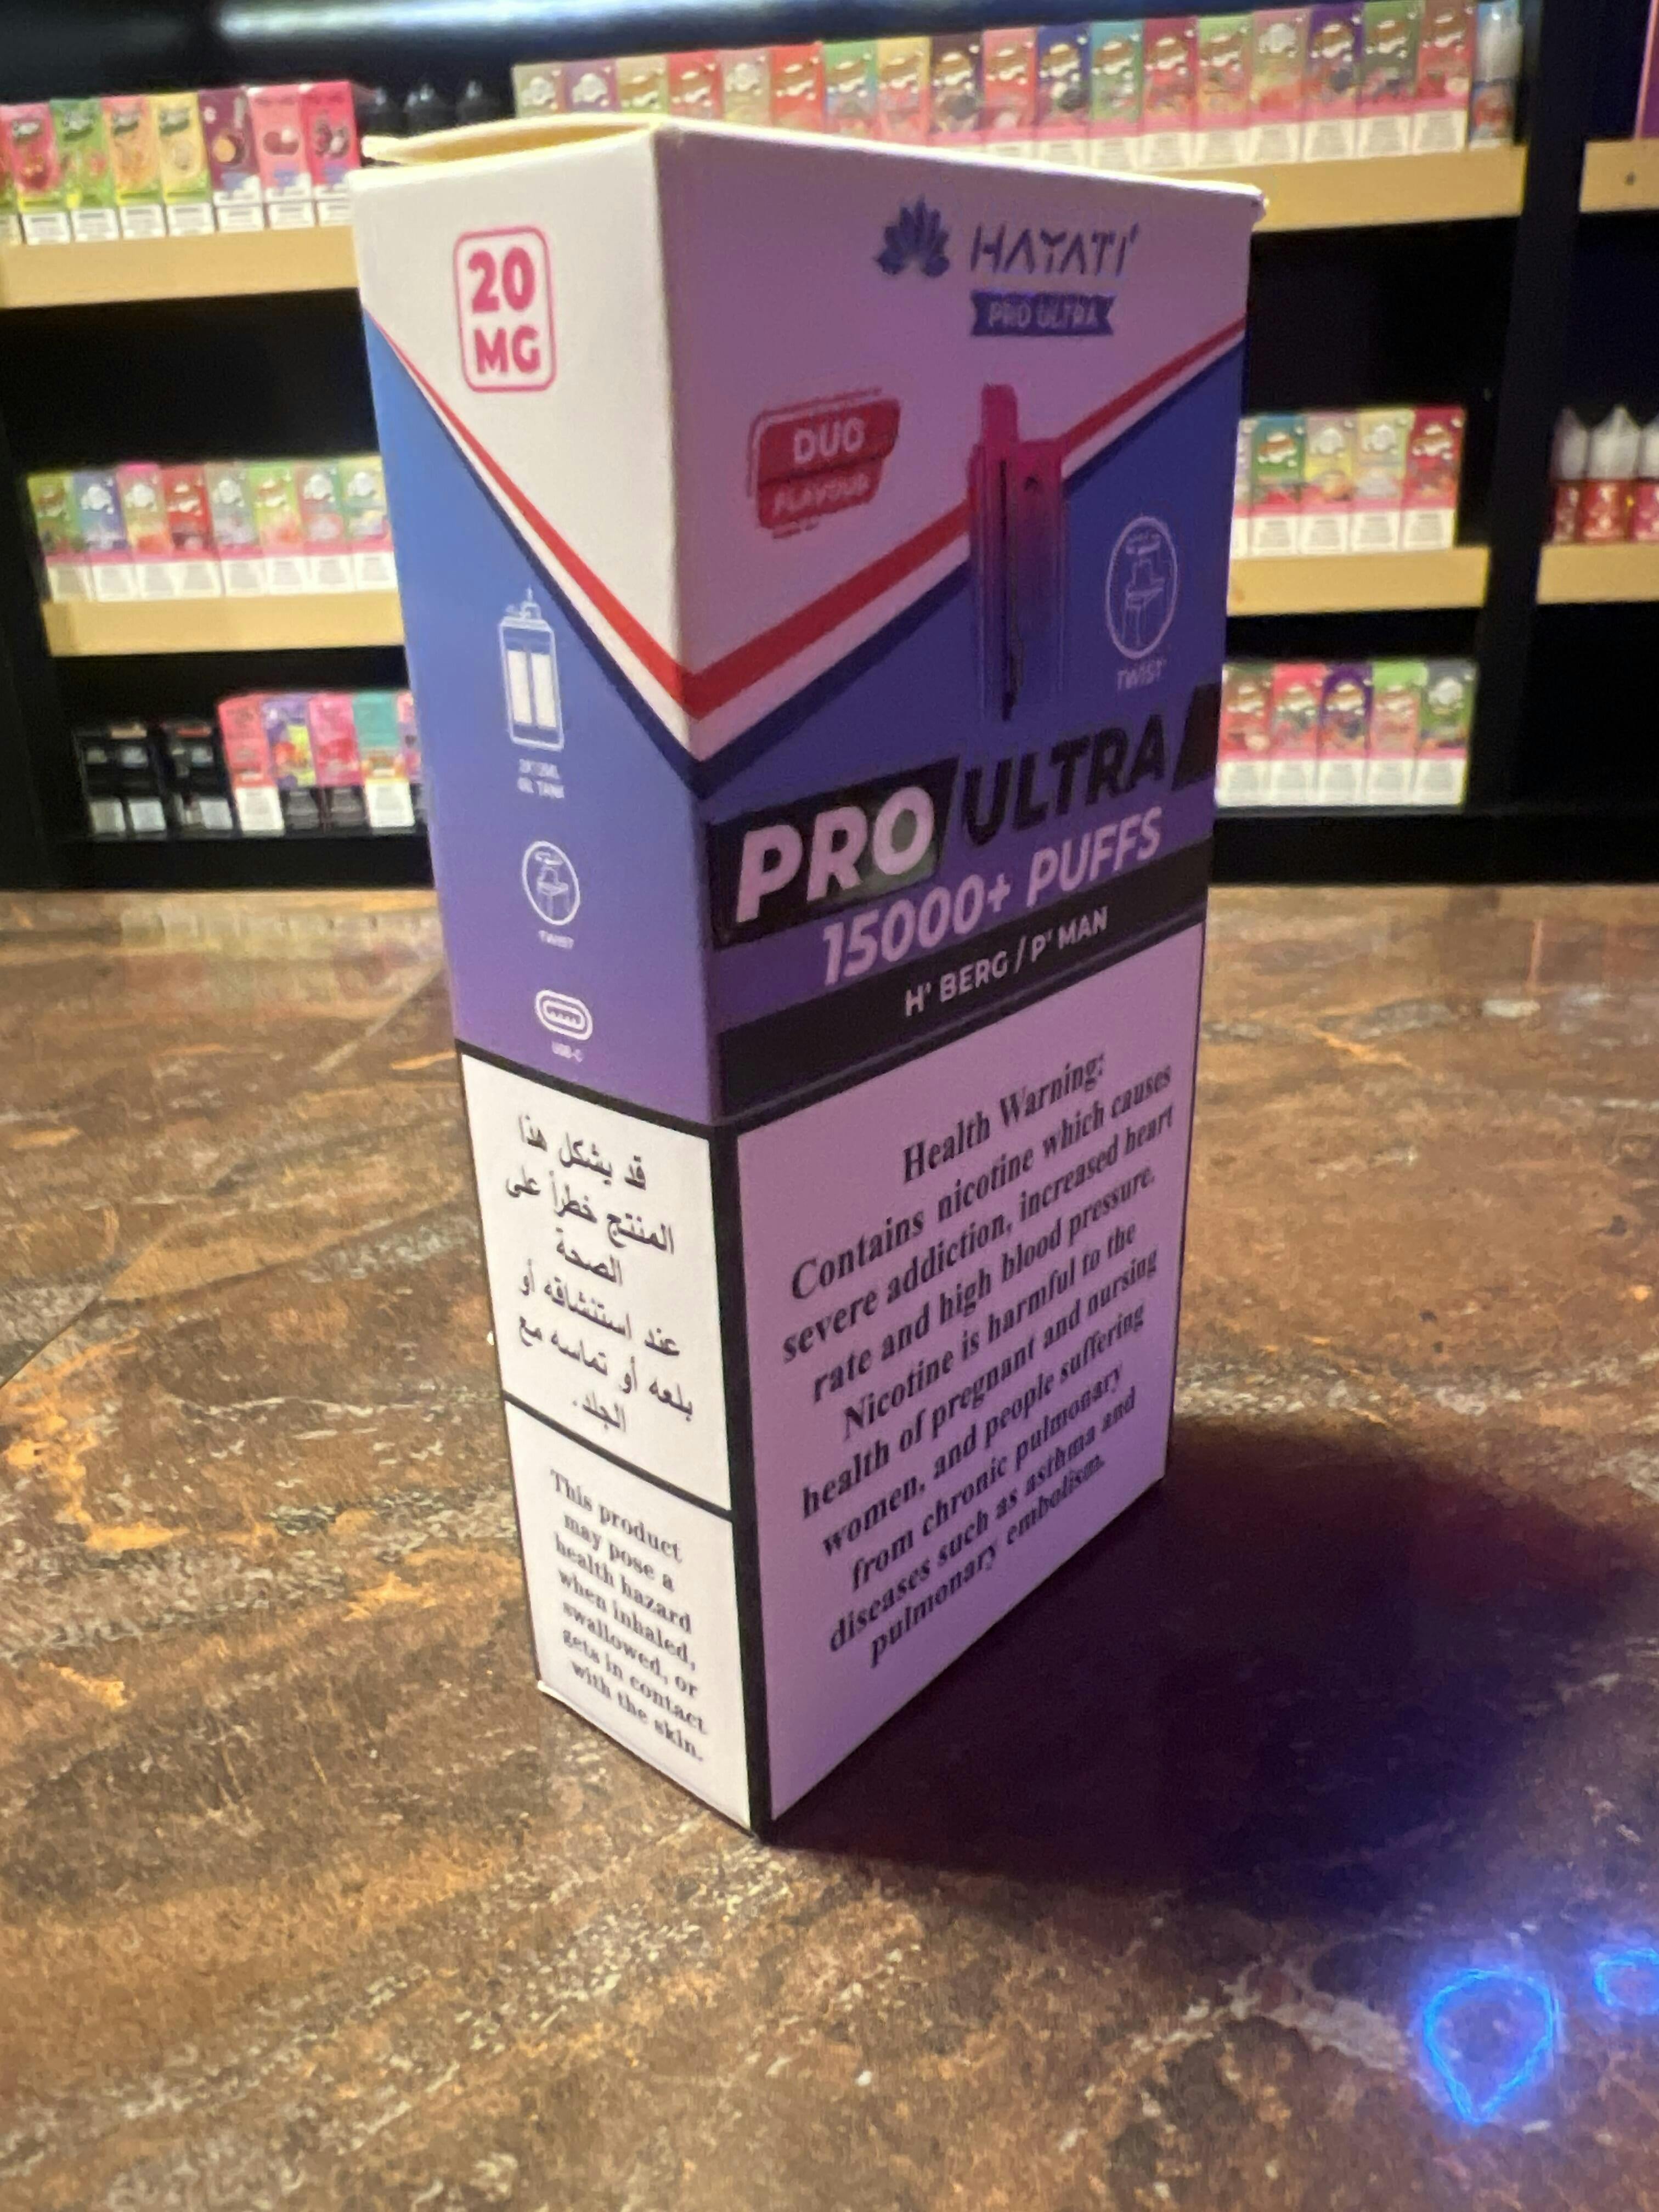 20
MG
TWIST
USB-C
قد يشكل هذا
المنتج خطراً على
الصحة
عند استنشاقه أو
بلعه أو تماسه مع
الجلد.
This product
may pose a
health hazard
when inhaled,
swallowed, or
gets in contact
with the skin.
HAYATI
PRO ULTRA
DUO
FLAVOUR
TWIST
PRO ULTRA
15000+ PUFFS
H' BERG / P' MAN
Health Warning:
Contains nicotine which causes
severe addiction, increased heart
rate and high blood pressure.
Nicotine is harmful to the
health of pregnant and nursing
women, and people suffering
from chronic pulmonary
diseases such as asthma and
pulmonary embolism.